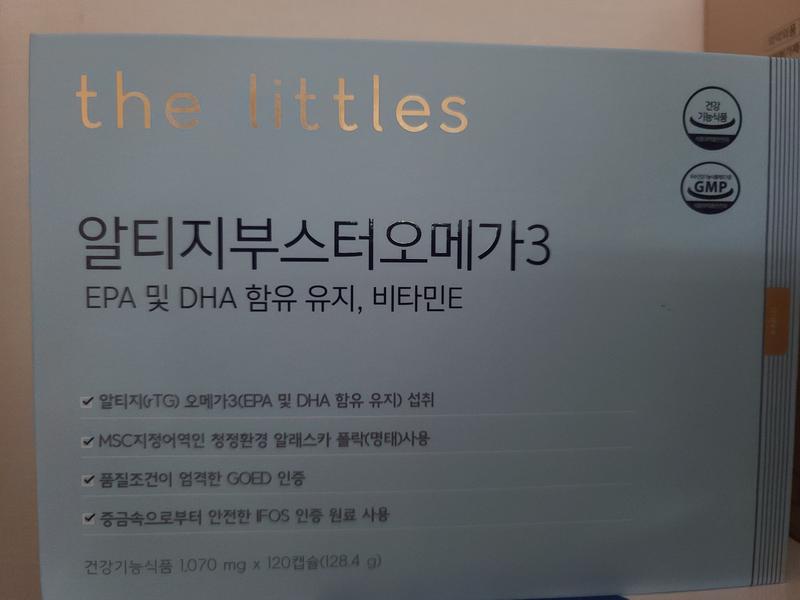 the littles
건강
기능식품
GMP
알티지부스터오메가3
EPA 및 DHA 함유 유지, 비타민E
알티지(rTG) 오메가3(EPA 및 DHA 함유 유지) 섭취
MSC지정어역인 청정환경 알래스카 폴락(명태)사용
품질조건이 엄격한 GOED 인증
중금속으로부터 안전한 IFOS 인증 원료 사용
건강기능식품 1,070 mg x 120캡슐(128.4 g)